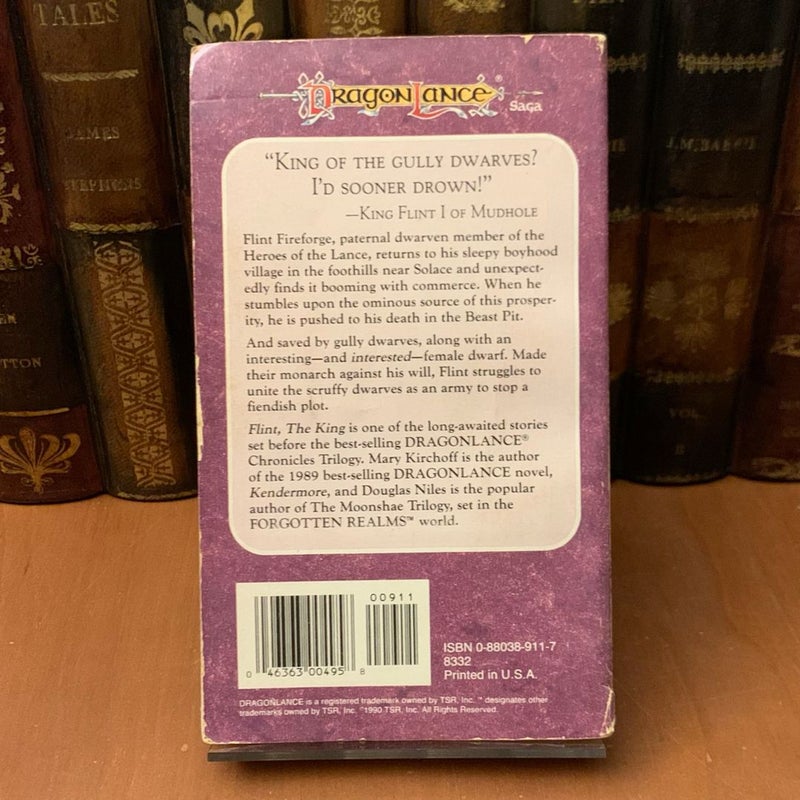 TALES
JAMES
STEPHENS
J.M. BARRIE
TTON
VOL
DRAGONLANCE®
SAGA
“KING OF THE GULLY DWARVES?
I’D SOONER DROWN!”
—KING FLINT I OF MUDHOLE
Flint Fireforge, paternal dwarven member of the
Heroes of the Lance, returns to his sleepy boyhood
village in the foothills near Solace and unexpect-
edly finds it booming with commerce. When he
stumbles upon the ominous source of this prosper-
ity, he is pushed to his death in the Beast Pit.
And saved by gully dwarves, along with an
interesting—and interested—female dwarf. Made
their monarch against his will, Flint struggles to
unite the scruffy dwarves as an army to stop a
fiendish plot.
Flint, The King is one of the long-awaited stories
set before the best-selling DRAGONLANCE®
Chronicles Trilogy. Mary Kirchoff is the author
of the 1989 best-selling DRAGONLANCE novel,
Kendermore, and Douglas Niles is the popular
author of The Moonshae Trilogy, set in the
FORGOTTEN REALMS™ world.
00911
0 46363 00495 8
ISBN 0-88038-911-7
8332
Printed in U.S.A.
DRAGONLANCE is a registered trademark owned by TSR, Inc. ™ designates other
trademarks owned by TSR, Inc. ©1990 TSR, Inc. All Rights Reserved.